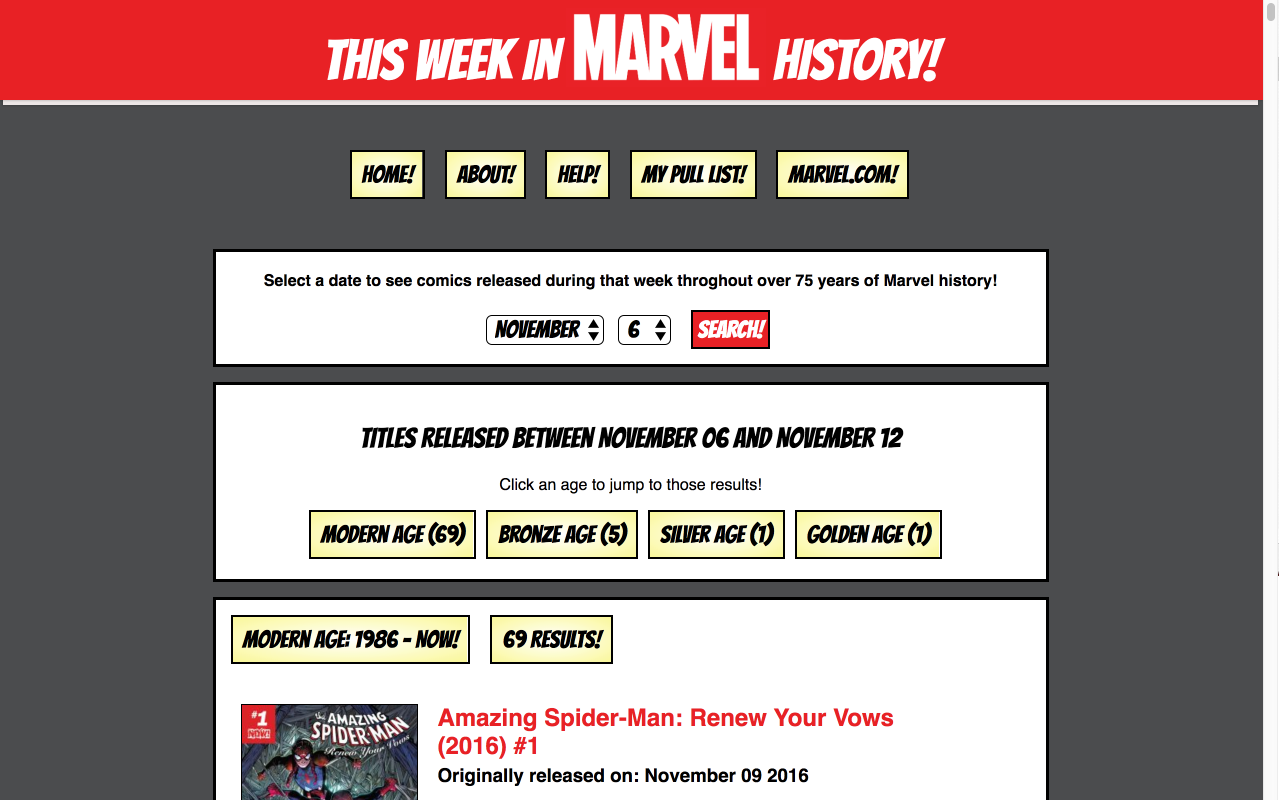 THIS WEEK IN MARVEL HISTORY!
HOME! ABOUT! HELP! MY PULL LIST! MARVEL.COM!
Select a date to see comics released during that week throghout over 75 years of Marvel history!
NOVEMBER 6 SEARCH!
TITLES RELEASED BETWEEN NOVEMBER 06 AND NOVEMBER 12
Click an age to jump to those results!
MODERN AGE (69) BRONZE AGE (5) SILVER AGE (1) GOLDEN AGE (1)
MODERN AGE: 1986 - NOW! 69 RESULTS!
#1
NOW!
the AMAZING
SPIDER-MAN
Renew Your Vows
Amazing Spider-Man: Renew Your Vows
(2016) #1
Originally released on: November 09 2016